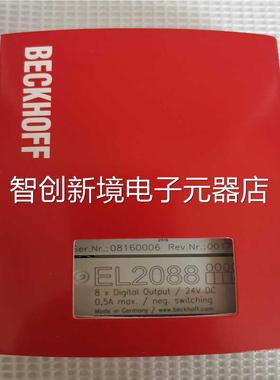 BECKHOFF
智创新境电子元器店
Ser.Nr.: 08160006 Rev.Nr.:001
EL2088
8 x Digital Output / 24V DC
0,5A max. / neg. switching
Made in Germany / www.beckhoff.com